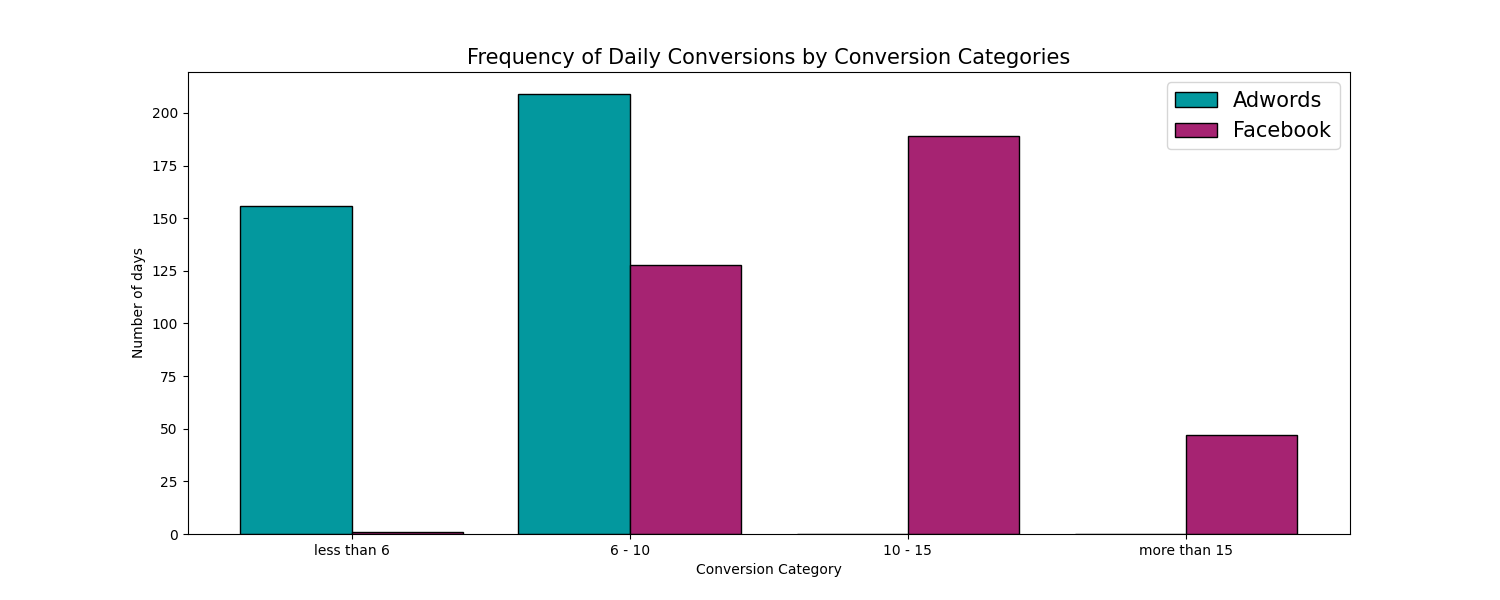 Frequency of Daily Conversions by Conversion Categories
Adwords
Facebook
200
175
150
125
100
75
50
25
0
Number of days
less than 6
6 - 10
10 - 15
more than 15
Conversion Category